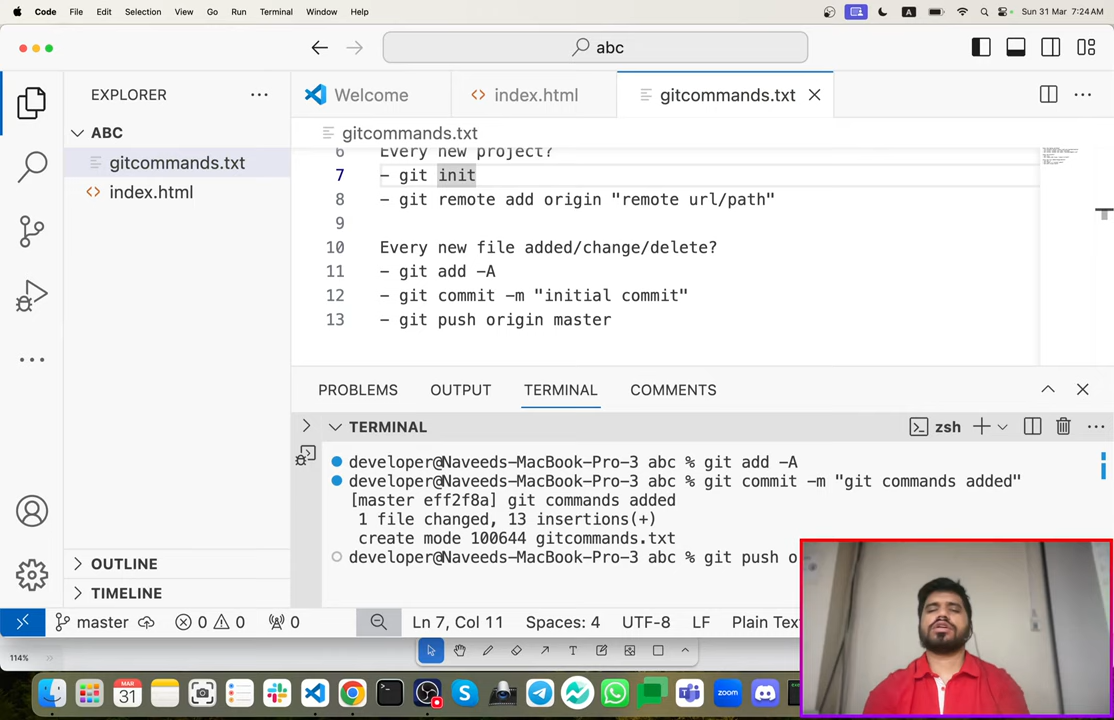 Code File Edit Selection View Go Run Terminal Window Help
A
Sun 31 Mar 7:24 AM
abc
EXPLORER
Welcome
index.html
gitcommands.txt
ABC
gitcommands.txt
index.html
gitcommands.txt
6 Every new project?
7 - git init
8 - git remote add origin "remote url/path"
9
10 Every new file added/change/delete?
11 - git add -A
12 - git commit -m "initial commit"
13 - git push origin master
PROBLEMS OUTPUT TERMINAL COMMENTS
TERMINAL
zsh
developer@Naveeds-MacBook-Pro-3 abc % git add -A
developer@Naveeds-MacBook-Pro-3 abc % git commit -m "git commands added"
[master eff2f8a] git commands added
1 file changed, 13 insertions(+)
create mode 100644 gitcommands.txt
developer@Naveeds-MacBook-Pro-3 abc % git push o
OUTLINE
TIMELINE
master 0 0 0 Ln 7, Col 11 Spaces: 4 UTF-8 LF Plain Tex
114%
T
MAR
31
zoom